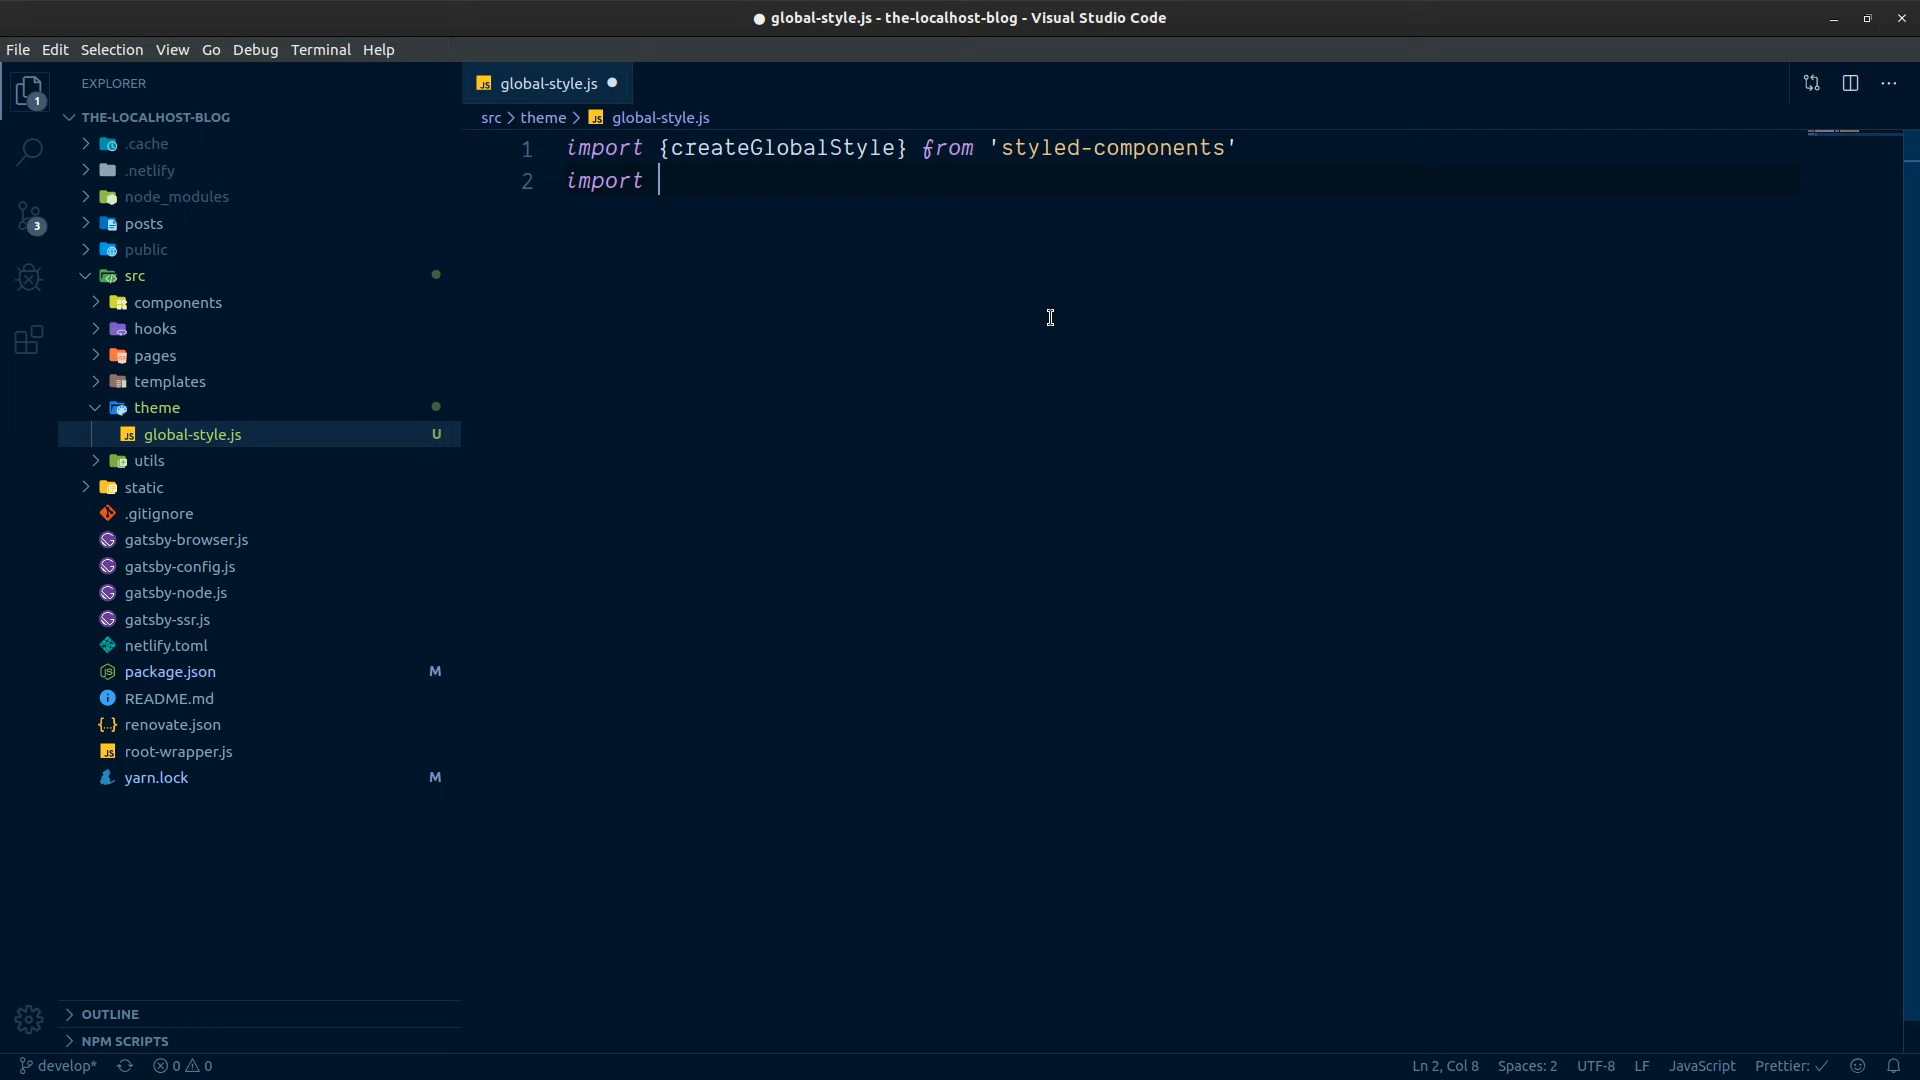 ● global-style.js - the-localhost-blog - Visual Studio Code
File Edit Selection View Go Debug Terminal Help
1
3
EXPLORER
THE-LOCALHOST-BLOG
.cache
.netlify
node_modules
posts
public
src
components
hooks
pages
templates
theme
global-style.js U
utils
static
.gitignore
gatsby-browser.js
gatsby-config.js
gatsby-node.js
gatsby-ssr.js
netlify.toml
package.json M
README.md
renovate.json
root-wrapper.js
yarn.lock M
OUTLINE
NPM SCRIPTS
JS global-style.js ●
src > theme > JS global-style.js
1 import {createGlobalStyle} from 'styled-components'
2 import
develop* 0 0 Ln 2, Col 8 Spaces: 2 UTF-8 LF JavaScript Prettier: ✓